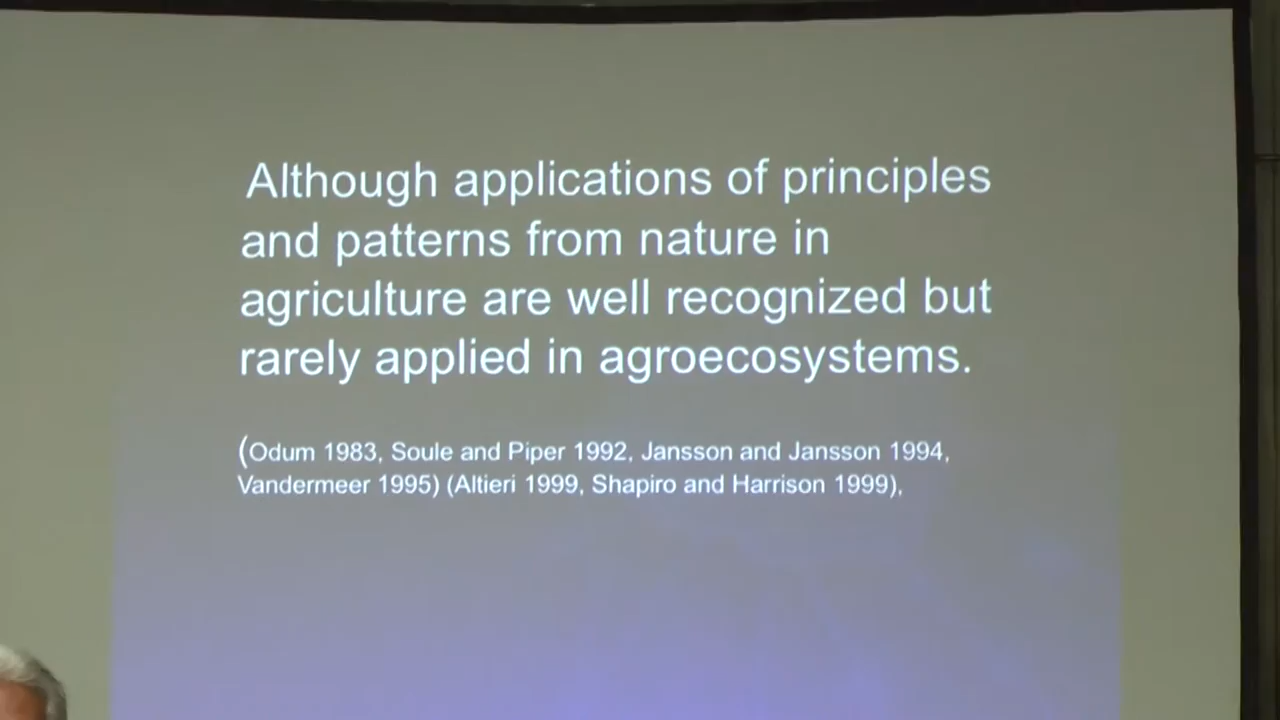 Although applications of principles
and patterns from nature in
agriculture are well recognized but
rarely applied in agroecosystems.
(Odum 1983, Soule and Piper 1992, Jansson and Jansson 1994,
Vandermeer 1995) (Altieri 1999, Shapiro and Harrison 1999),